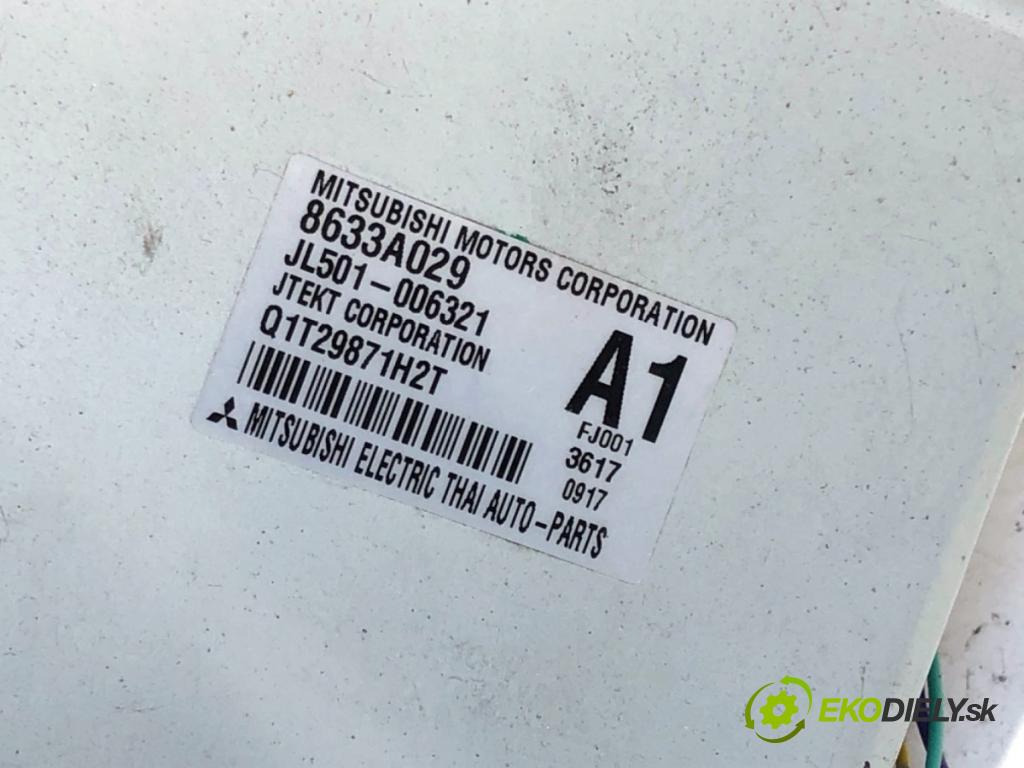 MITSUBISHI MOTORS CORPORATION
8633A029
JL501-006321
JTEKT CORPORATION
Q1T29871H2T
A1
FJ001
3617
0917
MITSUBISHI ELECTRIC THAI AUTO-PARTS
EKODIELY.sk